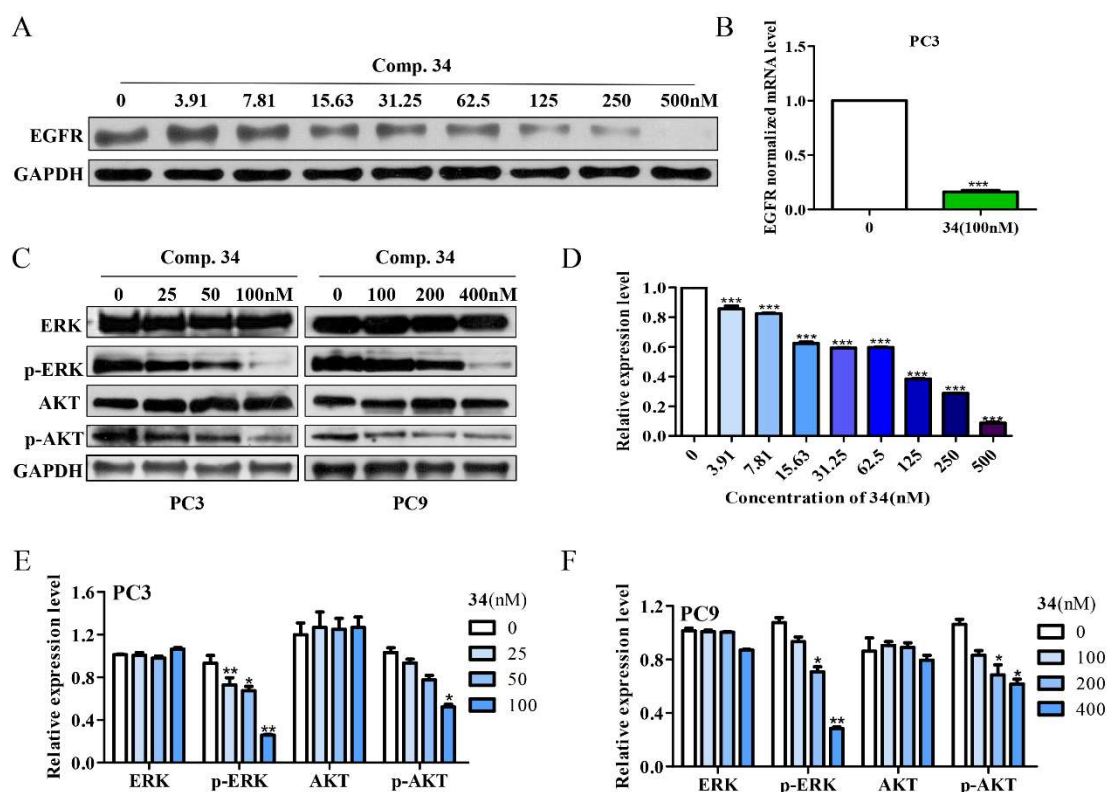 A
Comp. 34
0 3.91 7.81 15.63 31.25 62.5 125 250 500nM
EGFR
GAPDH
B
PC3
EGFR normalized mRNA level
1.5
1.0
0.5
0.0
***
0 34(100nM)
C
Comp. 34 Comp. 34
0 25 50 100nM 0 100 200 400nM
ERK
p-ERK
AKT
p-AKT
GAPDH
PC3 PC9
D
Relative expression level
1.0
0.8
0.6
0.4
0.2
0.0
*** *** *** *** *** *** *** ***
0 3.91 7.81 15.63 31.25 62.5 125 250 500
Concentration of 34(nM)
E
PC3
Relative expression level
1.6
1.2
0.8
0.4
0.0
** * ** *
ERK p-ERK AKT p-AKT
34(nM)
0
25
50
100
F
PC9
Relative expression level
1.2
0.9
0.6
0.3
0.0
* ** * *
ERK p-ERK AKT p-AKT
34(nM)
0
100
200
400